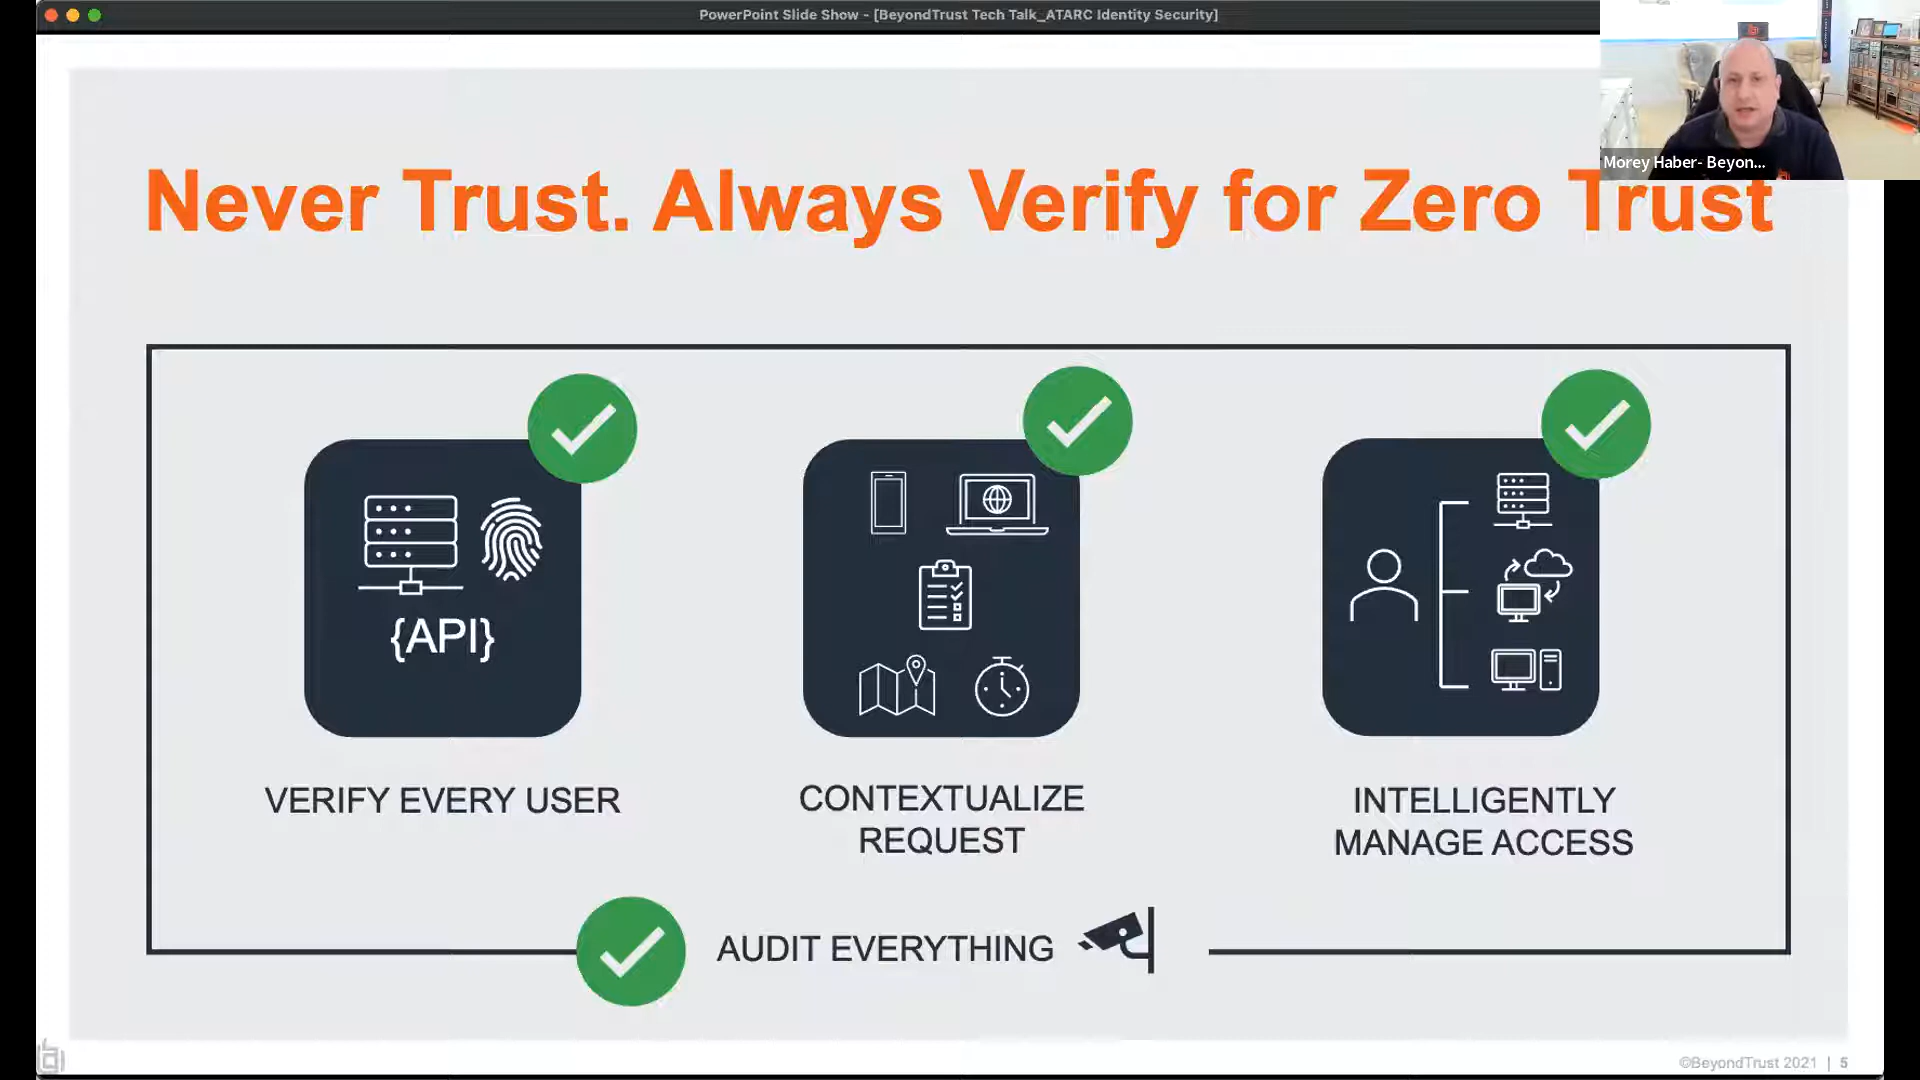 PowerPoint Slide Show - [BeyondTrust Tech Talk_ATARC Identity Security]
Morey Haber- Beyon...
Never Trust. Always Verify for Zero Trust
{API}
VERIFY EVERY USER
CONTEXTUALIZE
REQUEST
INTELLIGENTLY
MANAGE ACCESS
AUDIT EVERYTHING
©BeyondTrust 2021 | 5